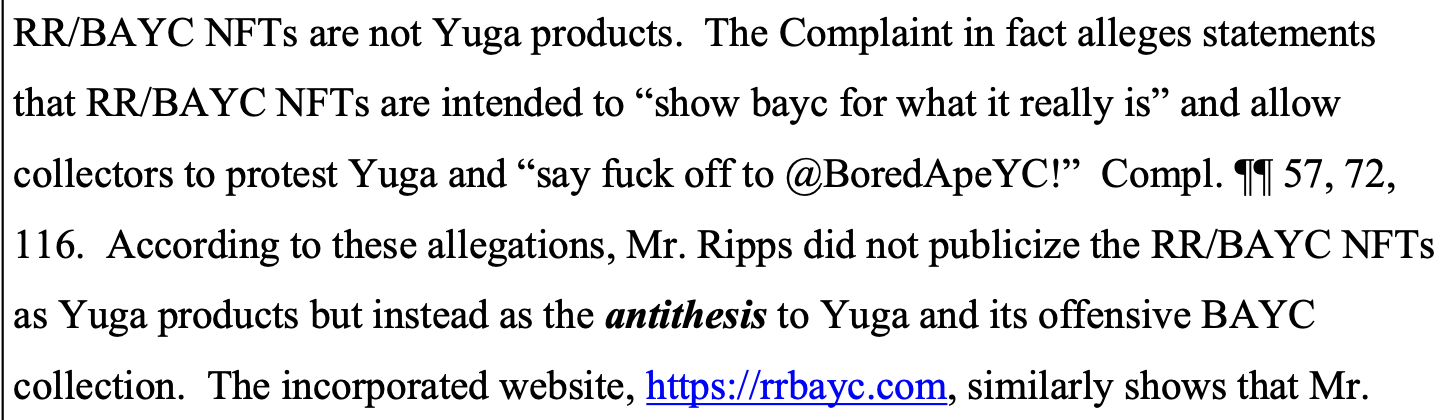 RR/BAYC NFTs are not Yuga products.  The Complaint in fact alleges statements
that RR/BAYC NFTs are intended to “show bayc for what it really is” and allow
collectors to protest Yuga and “say fuck off to @BoredApeYC!”  Compl. ¶¶ 57, 72,
116.  According to these allegations, Mr. Ripps did not publicize the RR/BAYC NFTs
as Yuga products but instead as the antithesis to Yuga and its offensive BAYC
collection.  The incorporated website, https://rrbayc.com, similarly shows that Mr.